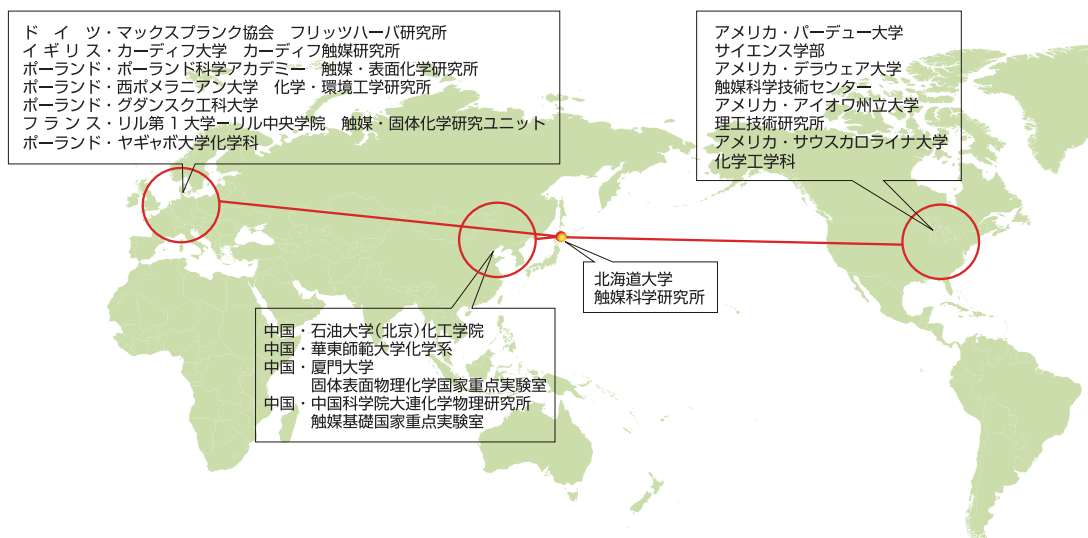 ドイツ・マックスプランク協会　フリッツハーバ研究所
イギリス・カーディフ大学　カーディフ触媒研究所
ポーランド・ポーランド科学アカデミー　触媒・表面化学研究所
ポーランド・西ポメラニアン大学　化学・環境工学研究所
ポーランド・グダンスク工科大学
フランス・リル第1大学ーリル中央学院　触媒・固体化学研究ユニット
ポーランド・ヤギャボ大学化学科
アメリカ・パーデュー大学
サイエンス学部
アメリカ・デラウェア大学
触媒科学技術センター
アメリカ・アイオワ州立大学
理工技術研究所
アメリカ・サウスカロライナ大学
化学工学科
北海道大学
触媒科学研究所
中国・石油大学(北京)化工学院
中国・華東師範大学化学系
中国・厦門大学
固体表面物理化学国家重点実験室
中国・中国科学院大連化学物理研究所
触媒基礎国家重点実験室